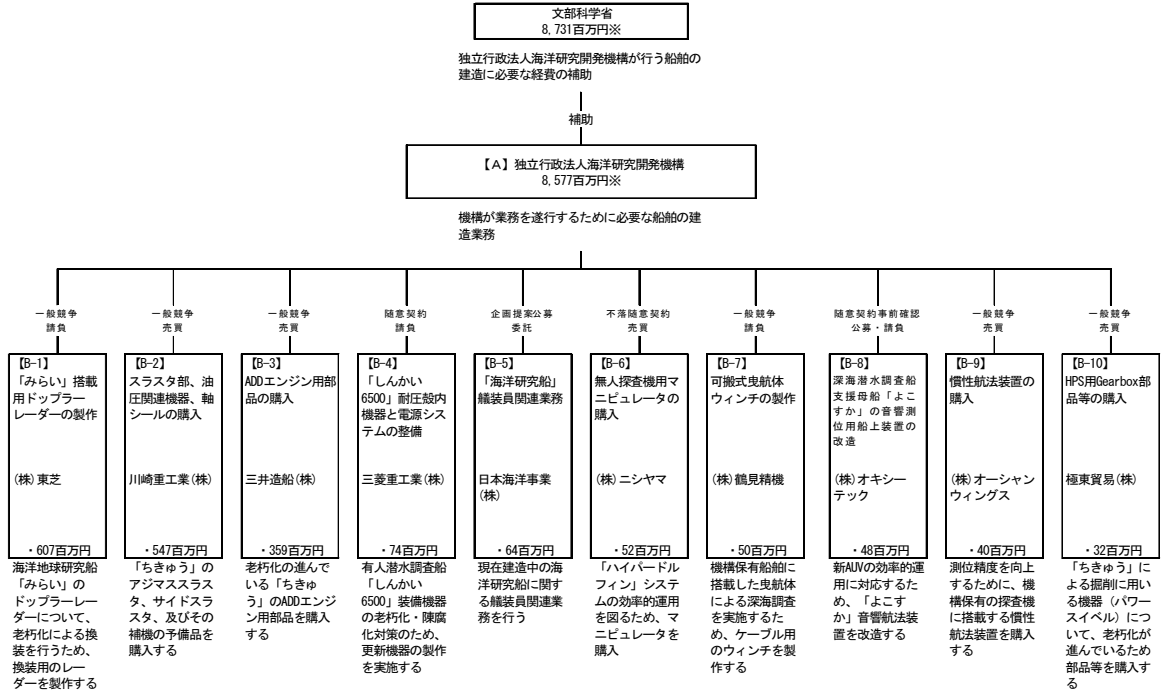 文部科学省
8,731百万円※
独立行政法人海洋研究開発機構が行う船舶の
建造に必要な経費の補助
補助
【A】独立行政法人海洋研究開発機構
8,577百万円※
機構が業務を遂行するために必要な船舶の建
造業務
一般競争
請負
【B-1】
「みらい」搭載
用ドップラー
レーダーの製作
(株)東芝
・607百万円
海洋地球研究船
「みらい」の
ドップラーレー
ダーについて、
老朽化による換
装を行うため、
換装用のレー
ダーを製作する
一般競争
売買
【B-2】
スラスタ部、油
圧関連機器、軸
シールの購入
川崎重工業(株)
・547百万円
「ちきゅう」の
アジマススラス
タ、サイドスラ
スタ、及びその
補機の予備品を
購入する
一般競争
売買
【B-3】
ADDエンジン用部
品の購入
三井造船(株)
・359百万円
老朽化の進んで
いる「ちきゅ
う」のADDエンジ
ン用部品を購入
する
随意契約
請負
【B-4】
「しんかい
6500」耐圧殻内
機器と電源シス
テムの整備
三菱重工業(株)
・74百万円
有人潜水調査船
「しんかい
6500」装備機器
の老朽化・陳腐
化対策のため、
更新機器の製作
を実施する
企画提案公募
委託
【B-5】
「海洋研究船」
艤装員関連業務
日本海洋事業
(株)
・64百万円
現在建造中の海
洋研究船に関す
る艤装員関連業
務を行う
不落随意契約
売買
【B-6】
無人探査機用マ
ニピュレータの
購入
(株)ニシヤマ
・52百万円
「ハイパードル
フィン」システ
ムの効率的運用
を図るため、マ
ニピュレータを
購入
一般競争
請負
【B-7】
可搬式曳航体
ウィンチの製作
(株)鶴見精機
・50百万円
機構保有船舶に
搭載した曳航体
による深海調査
を実施するた
め、ケーブル用
のウィンチを製
作する
随意契約事前確認
公募・請負
【B-8】
深海潜水調査船
支援母船「よこ
すか」の音響測
位用船上装置の
改造
(株)オキシー
テック
・48百万円
新AUVの効率的運
用に対応するた
め、「よこす
か」音響航法装
置を改造する
一般競争
売買
【B-9】
慣性航法装置の
購入
(株)オーシャン
ウィングス
・40百万円
測位精度を向上
するために、機
構保有の探査機
に搭載する慣性
航法装置を購入
する
一般競争
売買
【B-10】
HPS用Gearbox部
品等の購入
極東貿易(株)
・32百万円
「ちきゅう」に
よる掘削に用い
る機器（パワー
スイベル）につ
いて、老朽化が
進んでいるため
部品等を購入す
る